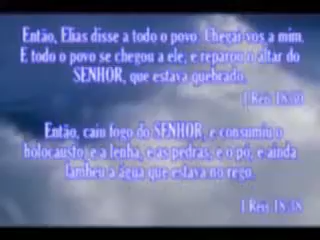 Então, Elias disse a todo o povo: Chegai-vos a mim.
E todo o povo se chegou a ele; e reparou o altar do
SENHOR, que estava quebrado.
I Reis 18:30
Então, caiu fogo do SENHOR, e consumiu o
holocausto, e a lenha, e as pedras, e o pó, e ainda
lambeu a água que estava no rego.
I Reis 18:38